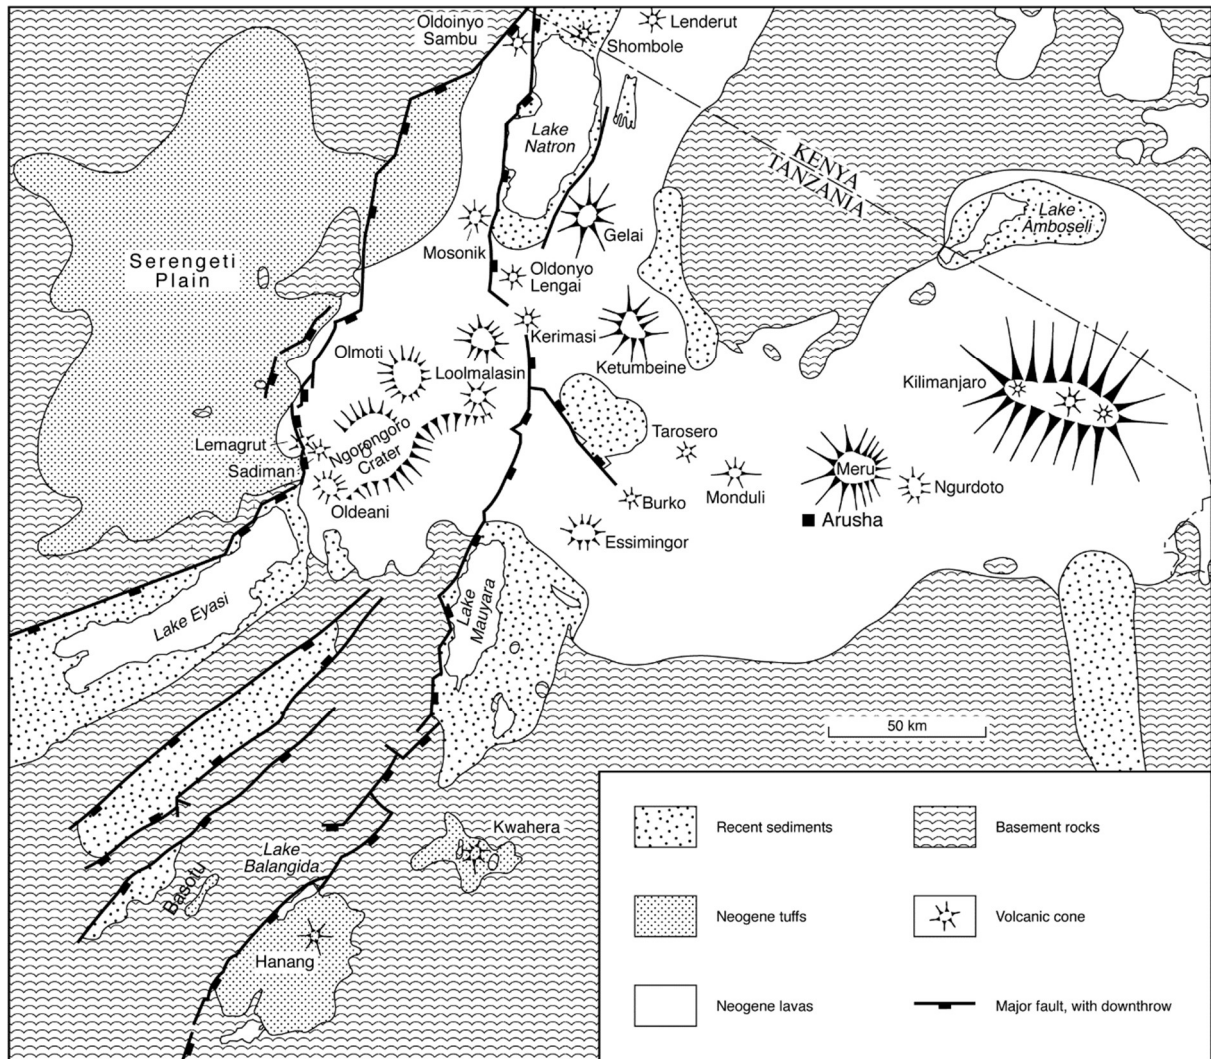 Oldoinyo
Sambu
Lenderut
Shombole
Lake
Natron
KENYA
TANZANIA
Lake
Amboseli
Serengeti
Plain
Mosonik
Gelai
Oldonyo
Lengai
Kerimasi
Olmoti
Loolmalasin
Ketumbeine
Kilimanjaro
Lemagrut
Sadiman
Ngorongoro
Crater
Oldeani
Tarosero
Burko
Monduli
Meru
Ngurdoto
Arusha
Essimingor
Lake Eyasi
Lake
Mauyara
50 km
Kwahera
Lake
Balangida
Basotu
Hanang
Recent sediments
Basement rocks
Neogene tuffs
Volcanic cone
Neogene lavas
Major fault, with downthrow